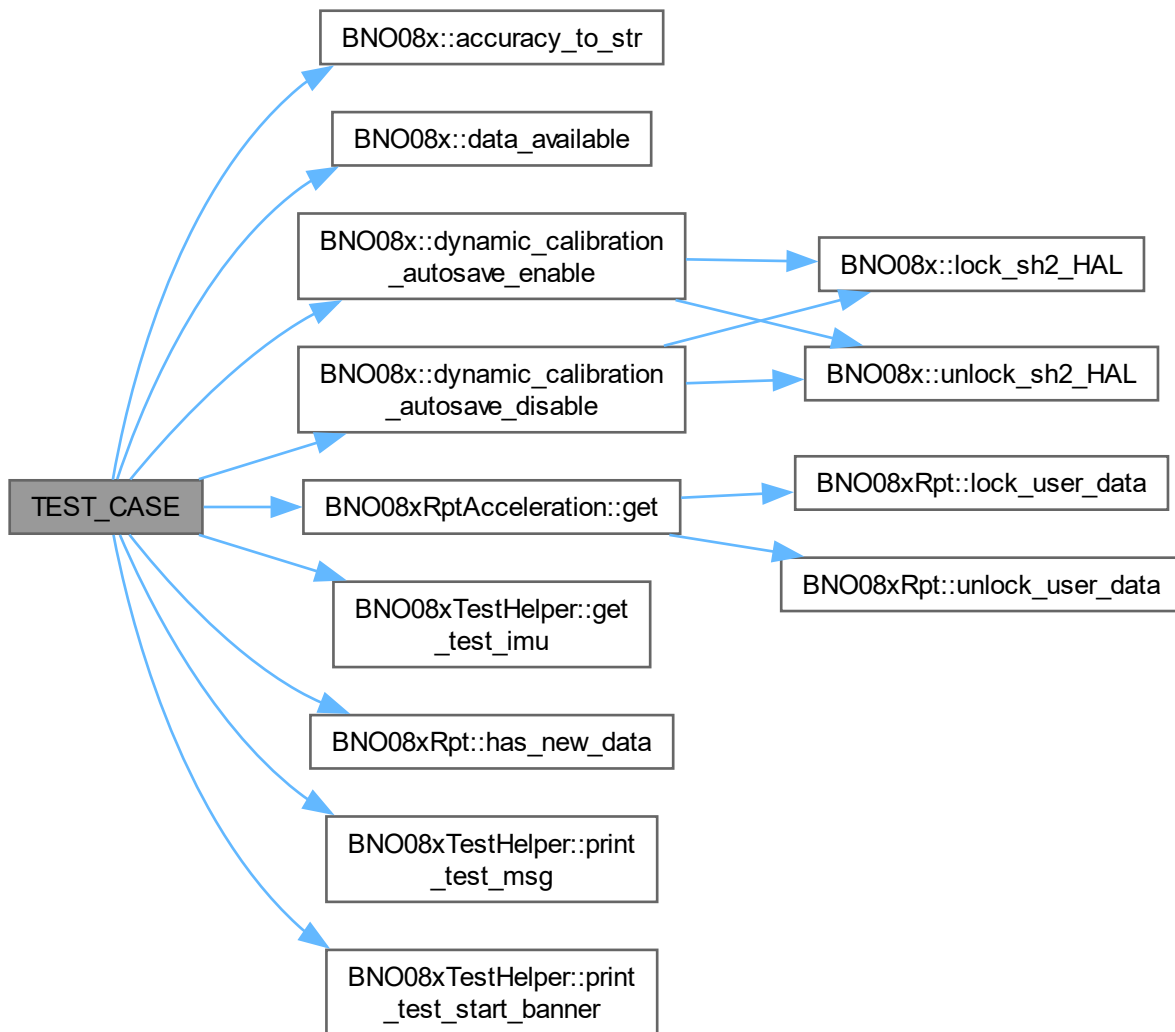 TEST_CASE
BNO08x::accuracy_to_str
BNO08x::data_available
BNO08x::dynamic_calibration
_autosave_enable
BNO08x::dynamic_calibration
_autosave_disable
BNO08xRptAcceleration::get
BNO08xTestHelper::get
_test_imu
BNO08xRpt::has_new_data
BNO08xTestHelper::print
_test_msg
BNO08xTestHelper::print
_test_start_banner
BNO08x::lock_sh2_HAL
BNO08x::unlock_sh2_HAL
BNO08xRpt::lock_user_data
BNO08xRpt::unlock_user_data